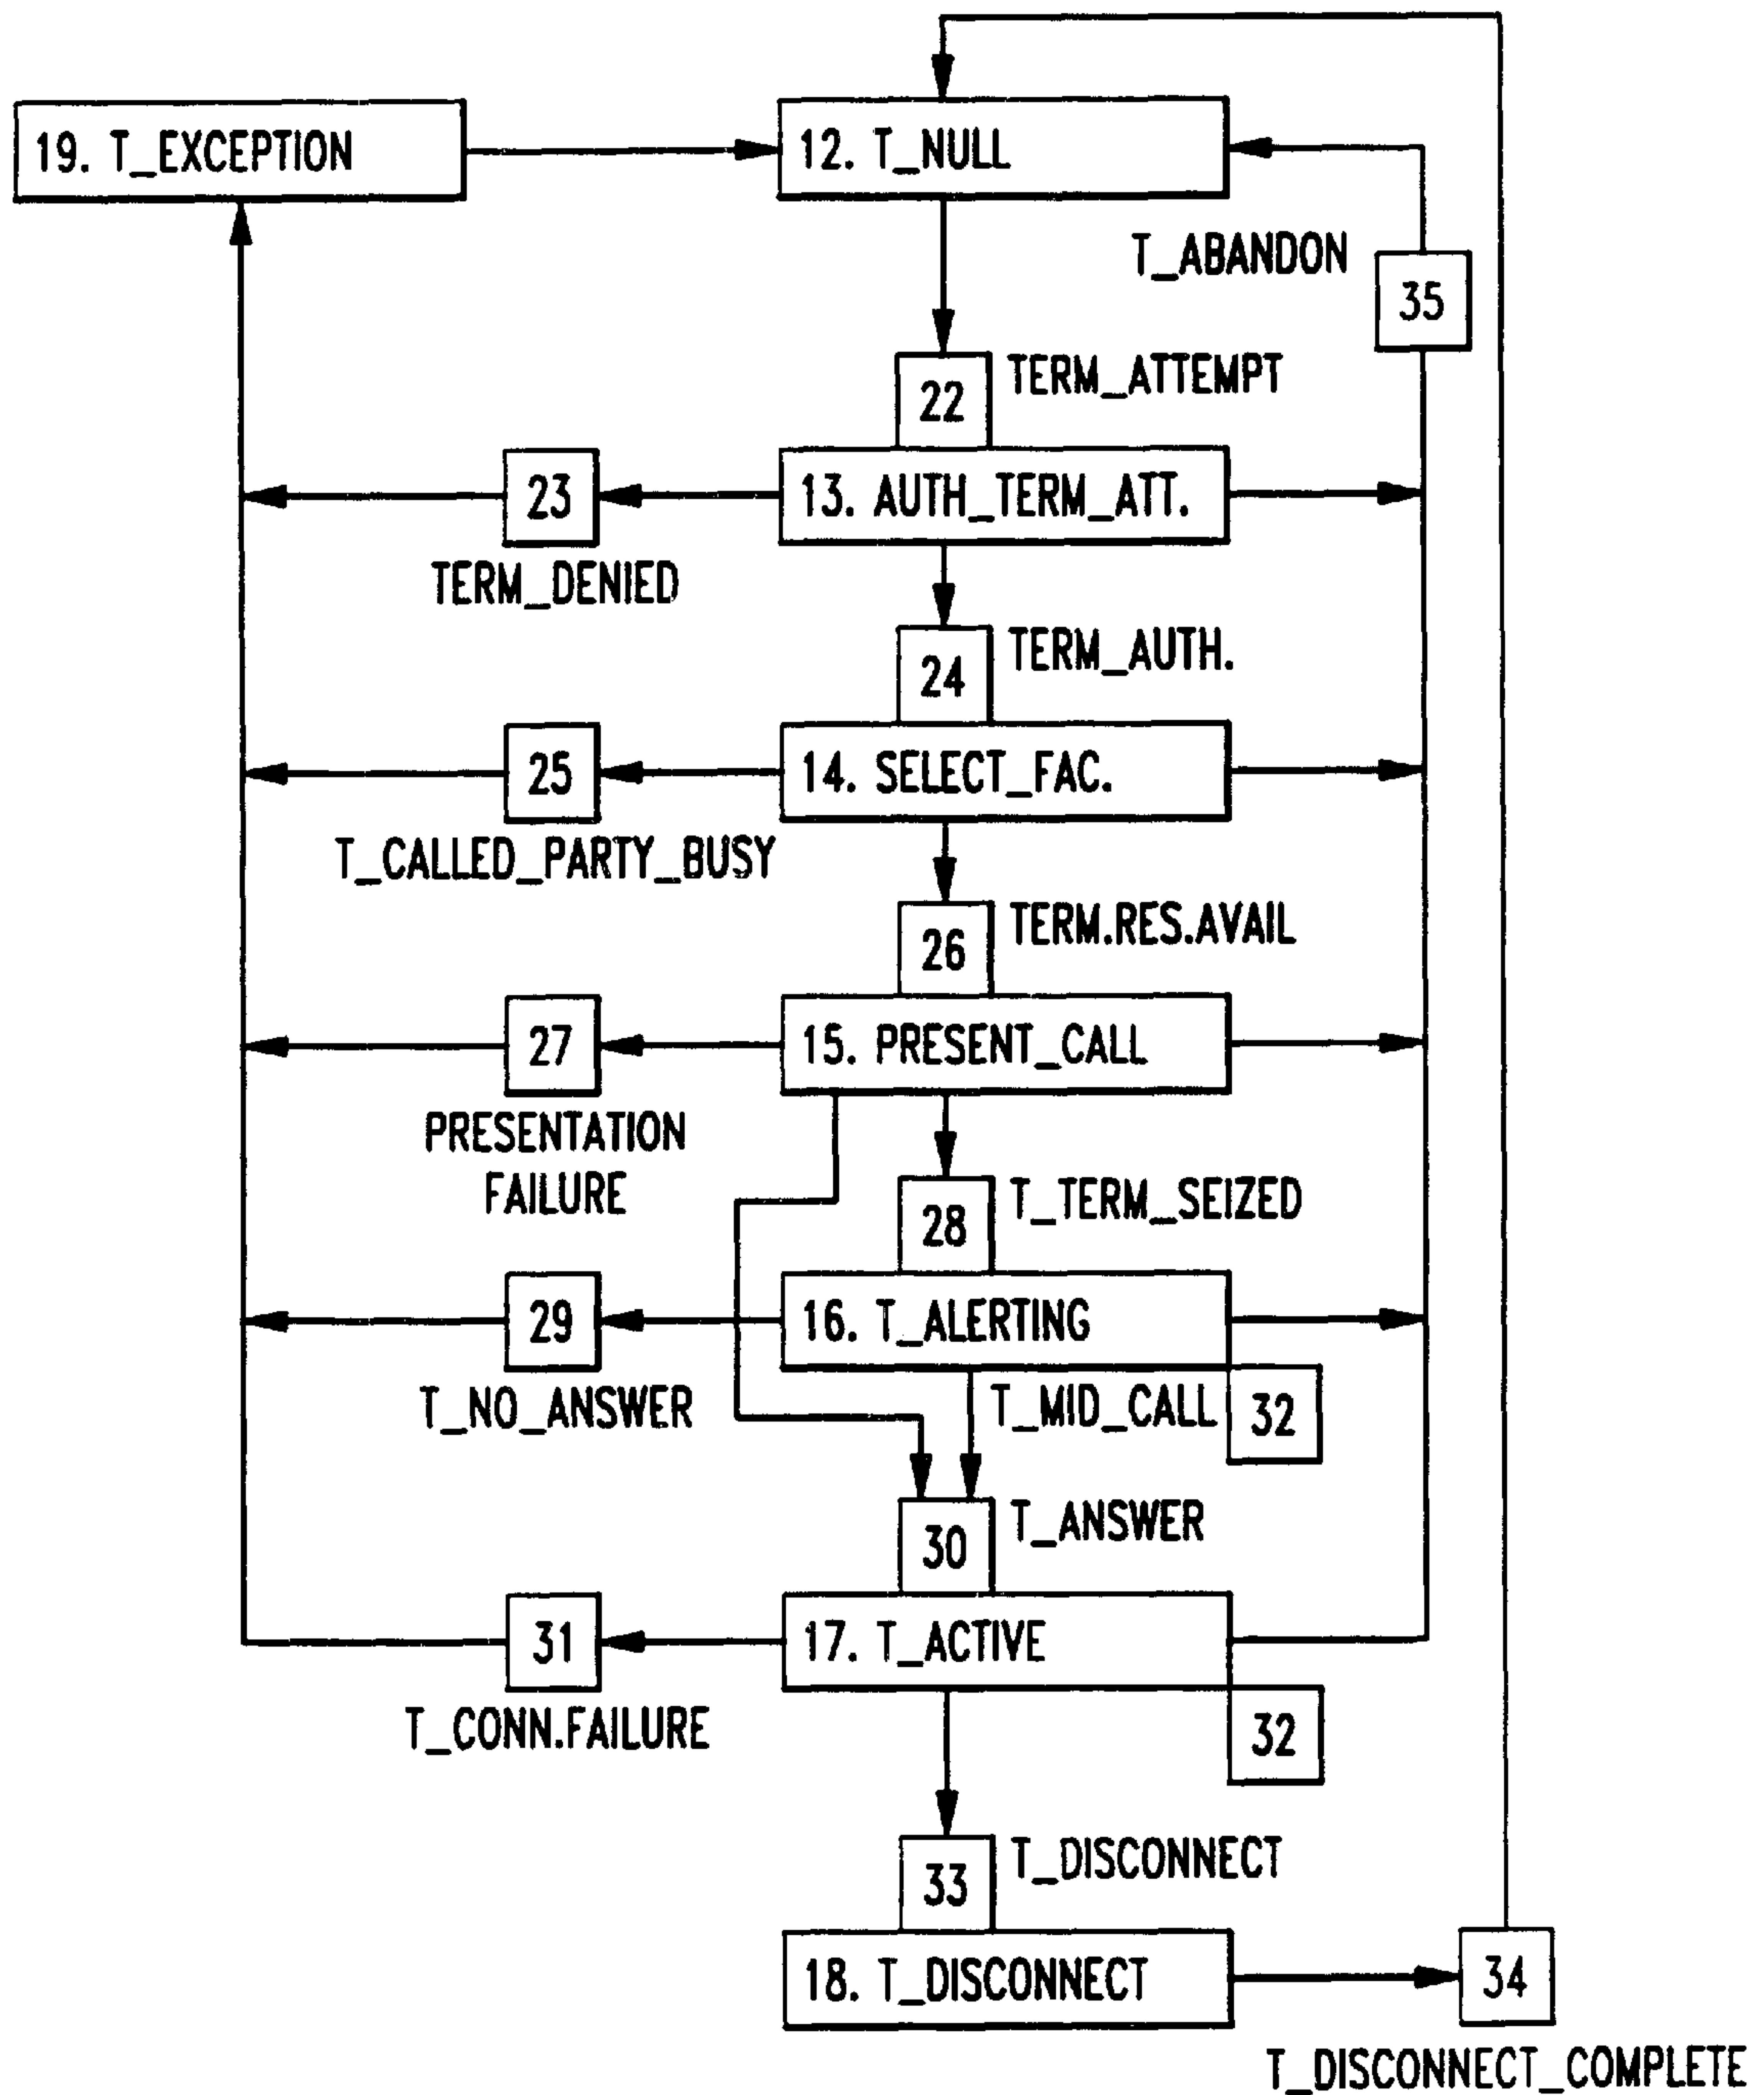 19. T_EXCEPTION
12. T_NULL
T_ABANDON
35
22
TERM_ATTEMPT
23
13. AUTH_TERM_ATT.
TERM_DENIED
24
TERM_AUTH.
25
14. SELECT_FAC.
T_CALLED_PARTY_BUSY
26
TERM.RES.AVAIL
27
15. PRESENT_CALL
PRESENTATION
FAILURE
28
T_TERM_SEIZED
29
16. T_ALERTING
T_NO_ANSWER
T_MID_CALL
32
30
T_ANSWER
31
17. T_ACTIVE
T_CONN.FAILURE
32
33
T_DISCONNECT
18. T_DISCONNECT
34
T_DISCONNECT_COMPLETE